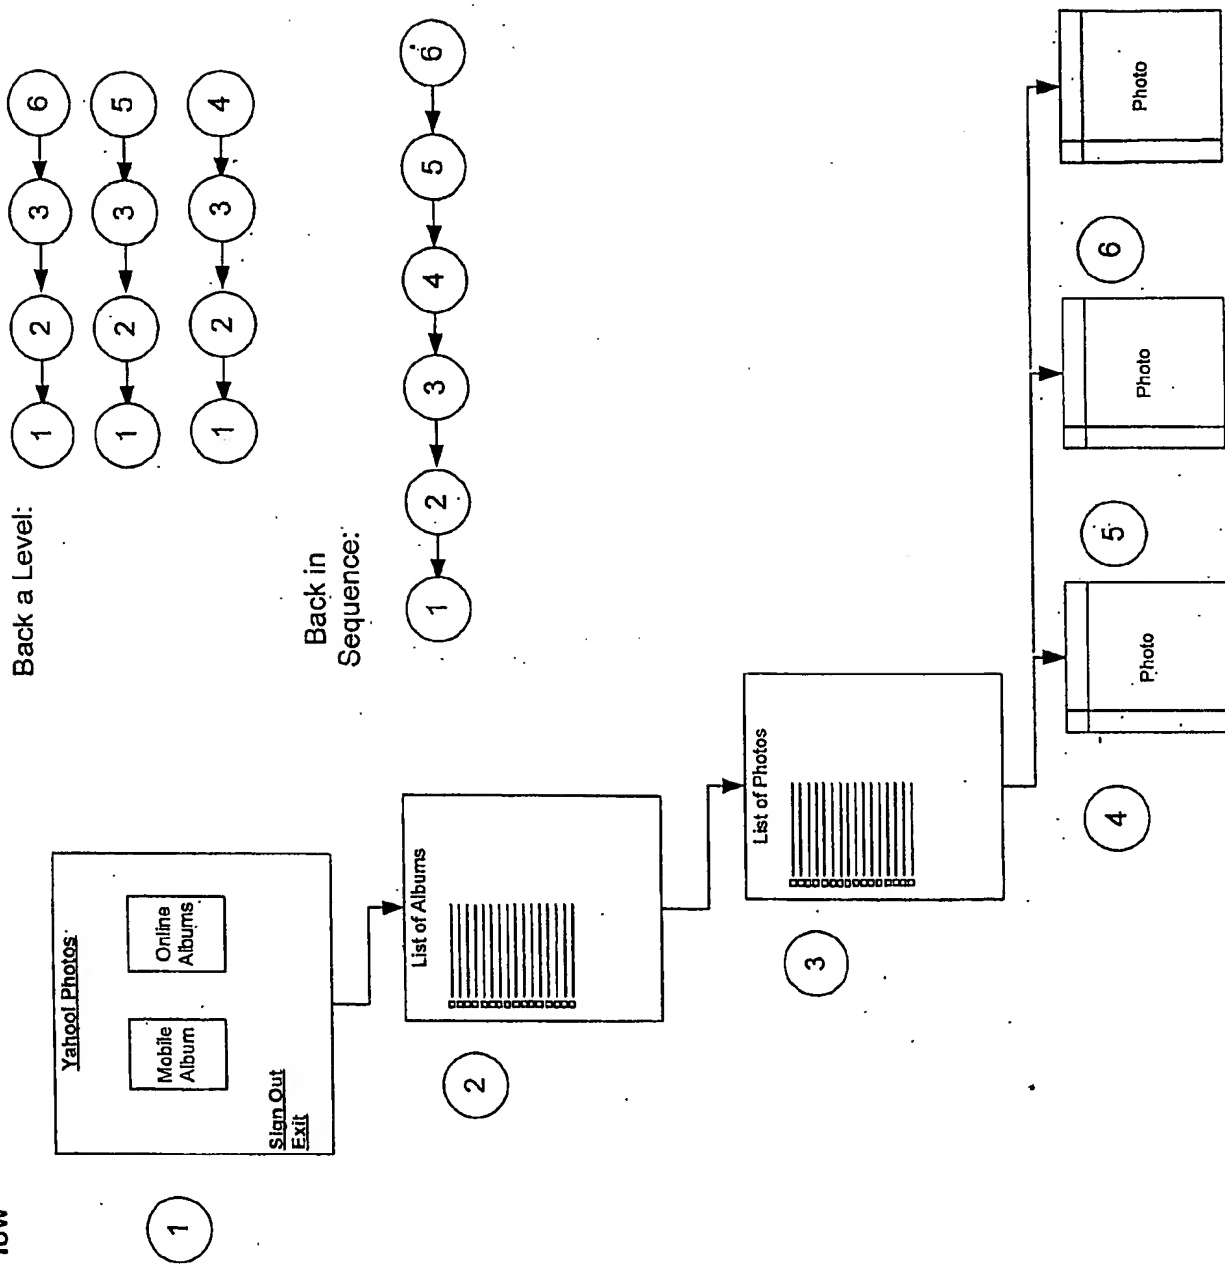 Yahoo! Photos
Mobile
Album
Online
Albums
Sign Out
Exit
1
List of Albums
2
List of Photos
3
Photo
4
Photo
5
Photo
6
Back a Level:
1 2 3 6
1 2 3 5
1 2 3 4
Back in
Sequence:
1 2 3 4 5 6